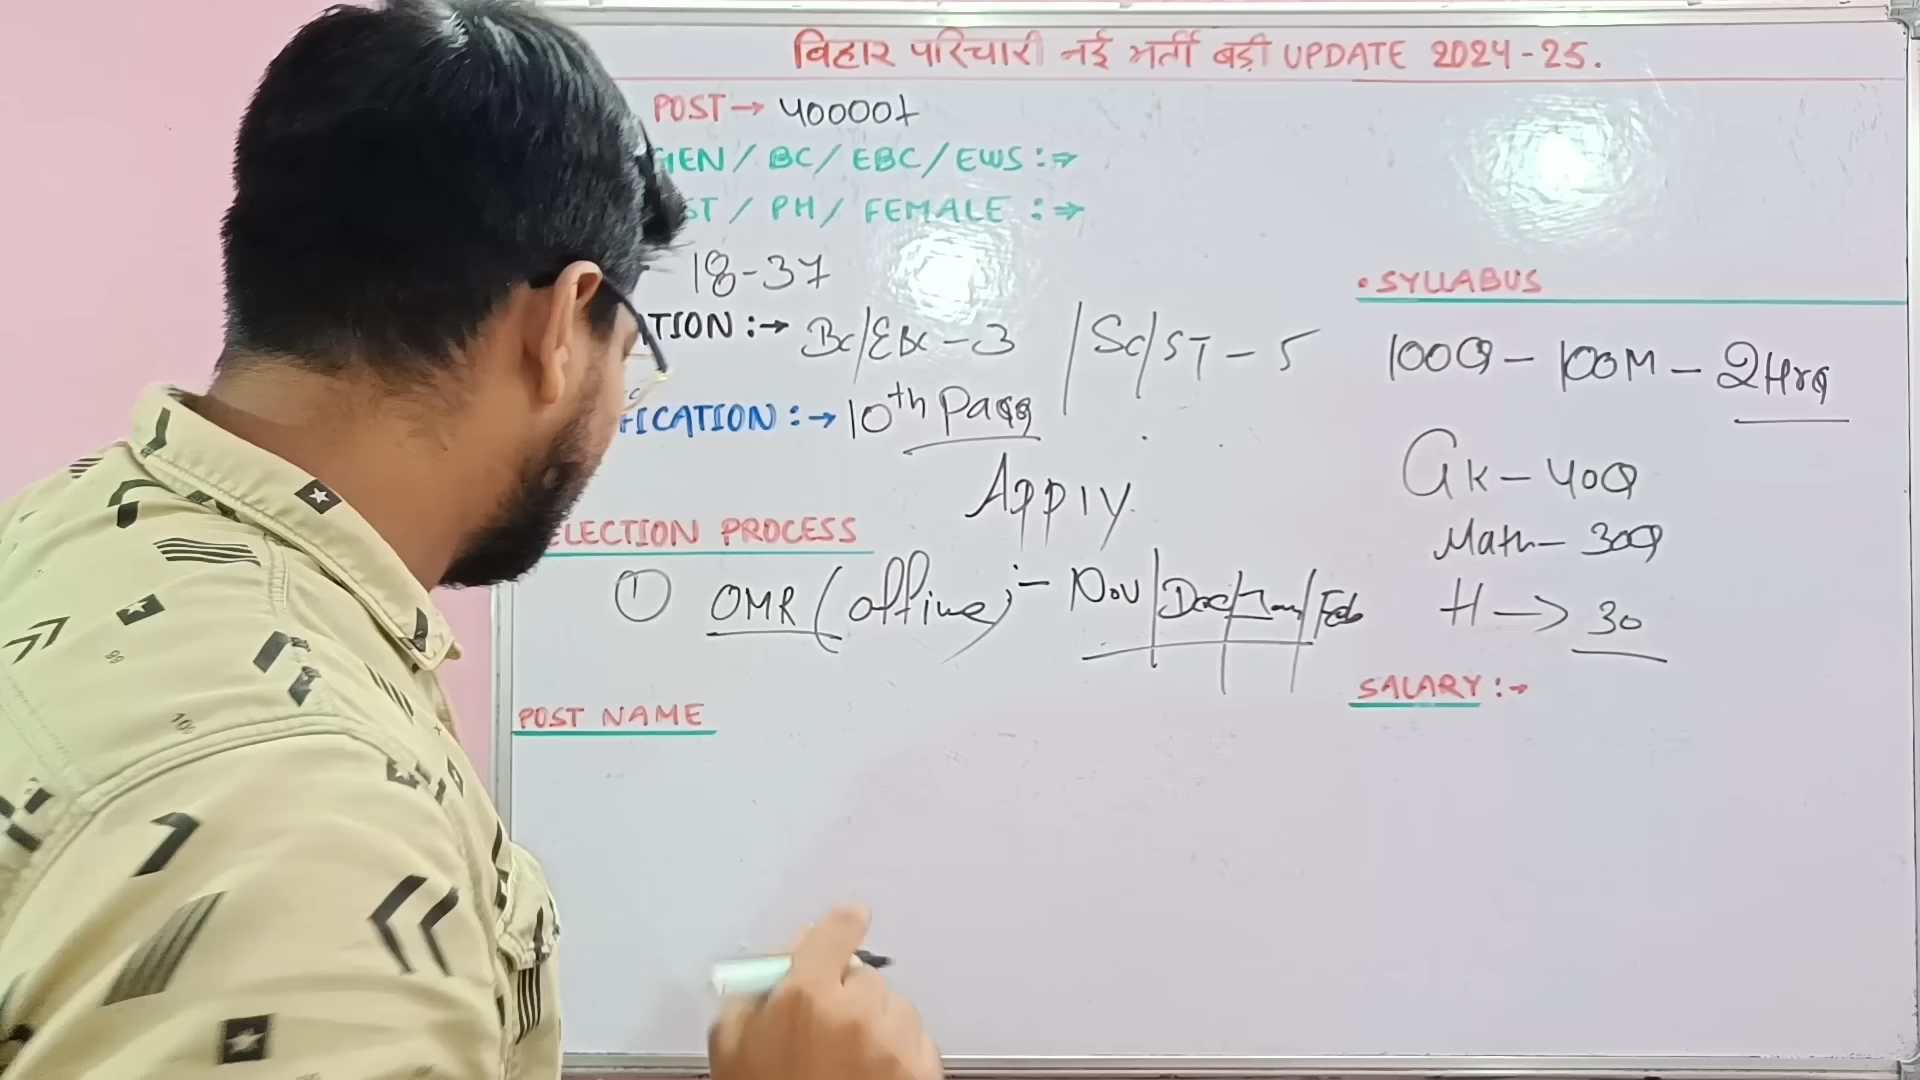 बिहार परिचारी नई भर्ती बड़ी UPDATE 2024-25.
POST → 40000+
GEN / BC / EBC / EWS :⇒
ST / PH / FEMALE :⇒
18-37
TION :→ BC/EBC - 3 / SC/ST - 5
FICATION :→ 10th Pass
Apply
ELECTION PROCESS
① OMR (offline) :- Nov/Dec/Jan/Feb
POST NAME
• SYLLABUS
100Q - 100M - 2Hrs
GK - 40Q
Math - 30Q
H → 30
SALARY :→